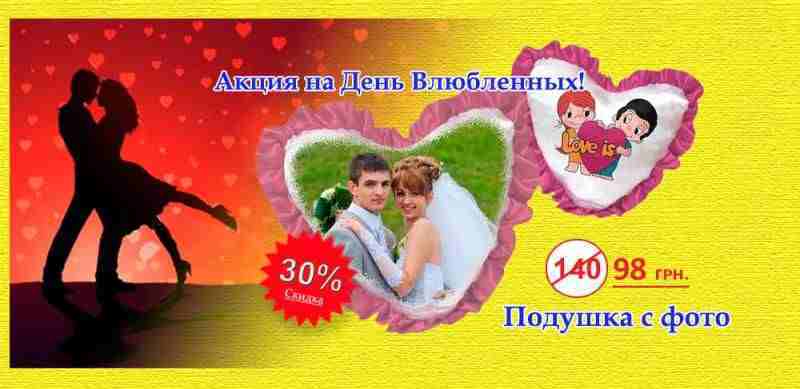 Акция на День Влюбленных!
Love is
30%
Скидка
140 98 грн.
Подушка с фото